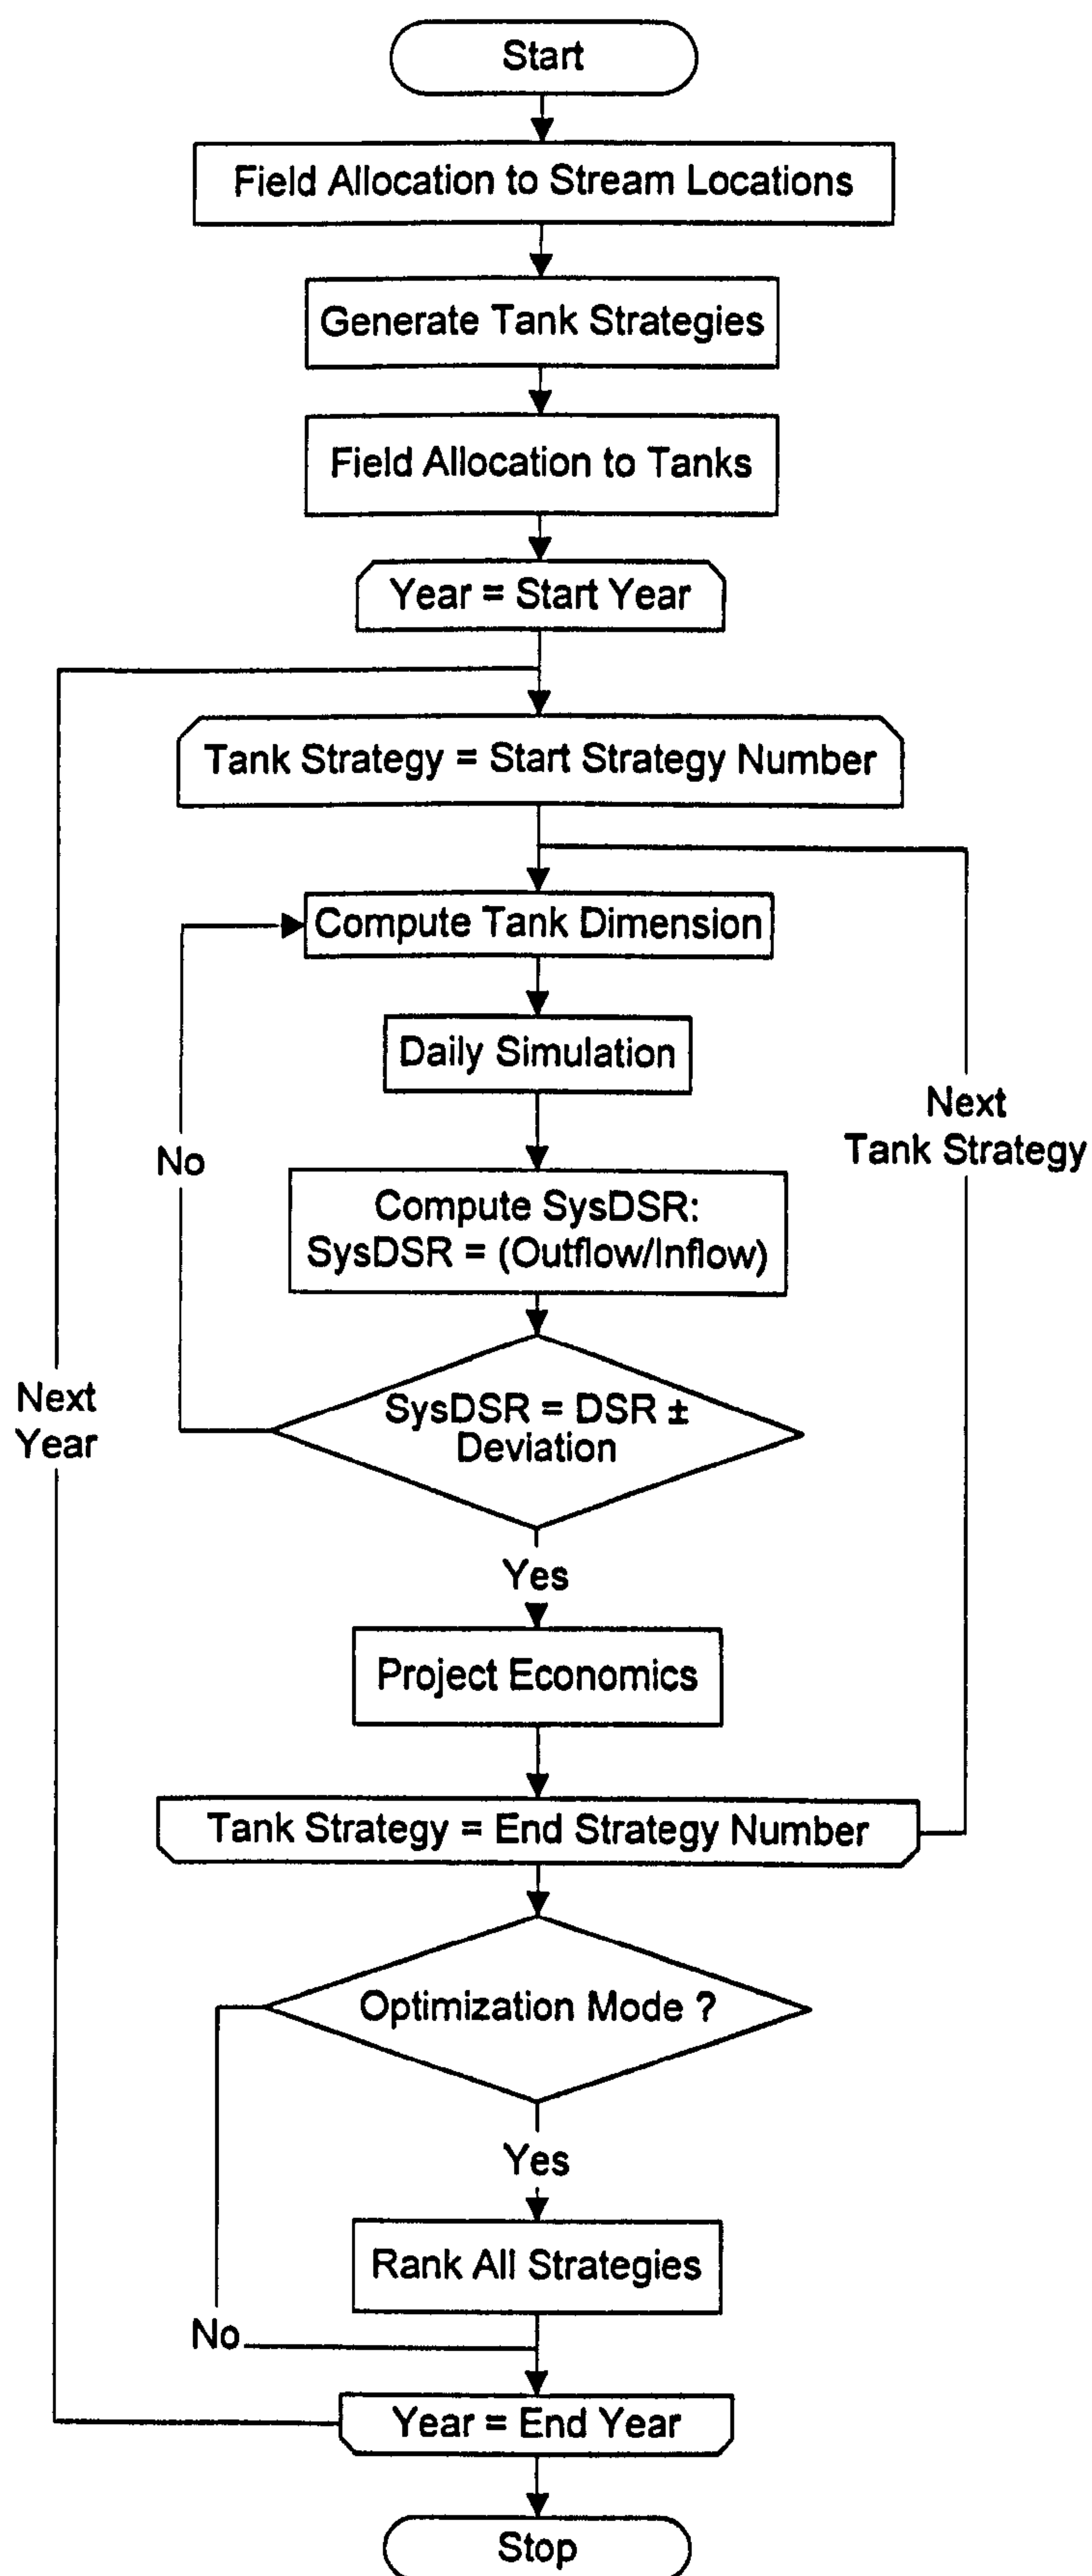 Start
Field Allocation to Stream Locations
Generate Tank Strategies
Field Allocation to Tanks
Year = Start Year
Tank Strategy = Start Strategy Number
Compute Tank Dimension
Daily Simulation
Next
Tank Strategy
No
Compute SysDSR:
SysDSR = (Outflow/Inflow)
Next
Year
SysDSR = DSR ±
Deviation
Yes
Project Economics
Tank Strategy = End Strategy Number
Optimization Mode ?
Yes
Rank All Strategies
No
Year = End Year
Stop